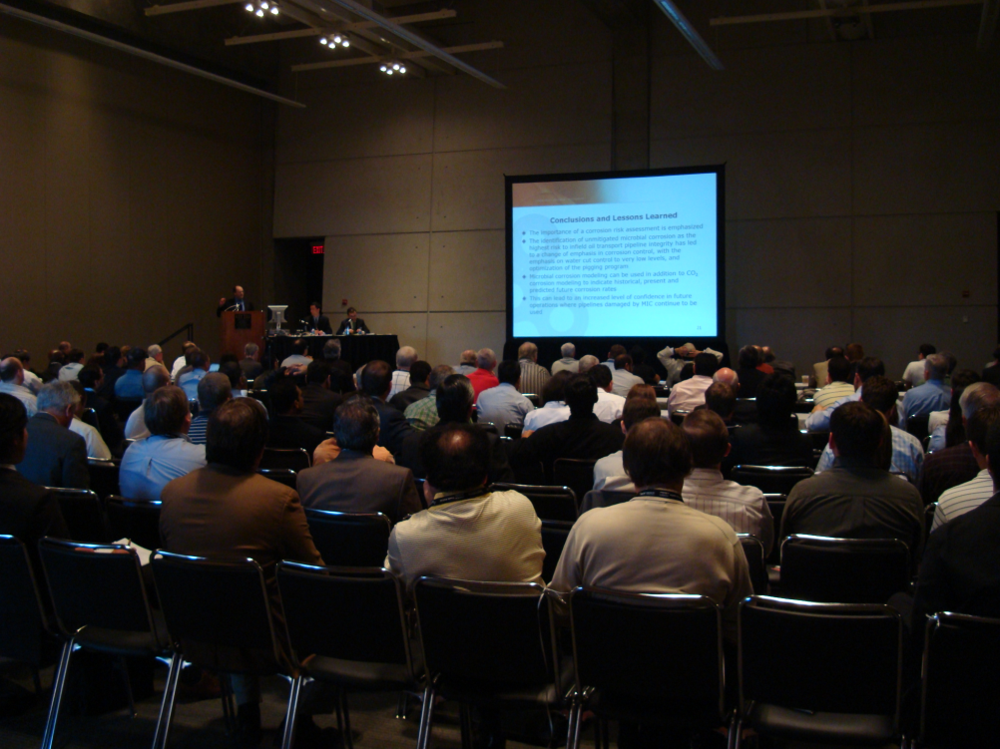 EXIT
Conclusions and Lessons Learned
The importance of a corrosion risk assessment is emphasized
The identification of unmitigated microbial corrosion as the
highest risk to infield oil transport pipeline integrity has led
to a change of emphasis in corrosion control, with the
emphasis on water cut control to very low levels, and
optimization of the pigging program.
Microbial corrosion modeling can be used in addition to CO₂
corrosion modeling to indicate historical, present and
predicted future corrosion rates.
This can lead to an increased level of confidence in future
operations where pipelines damaged by MIC continue to be
used